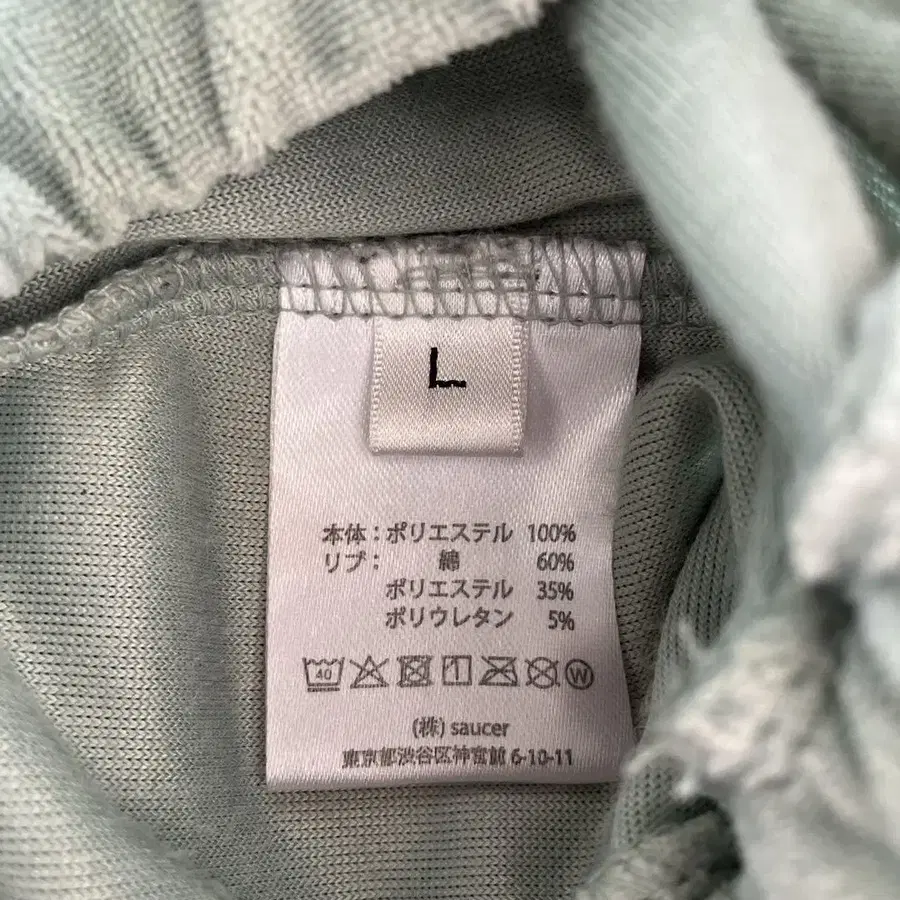 L
本体：ポリエステル 100%
リブ： 綿 60%
ポリエステル 35%
ポリウレタン 5%
40 W
(株) saucer
東京都渋谷区神宮前 6-10-11